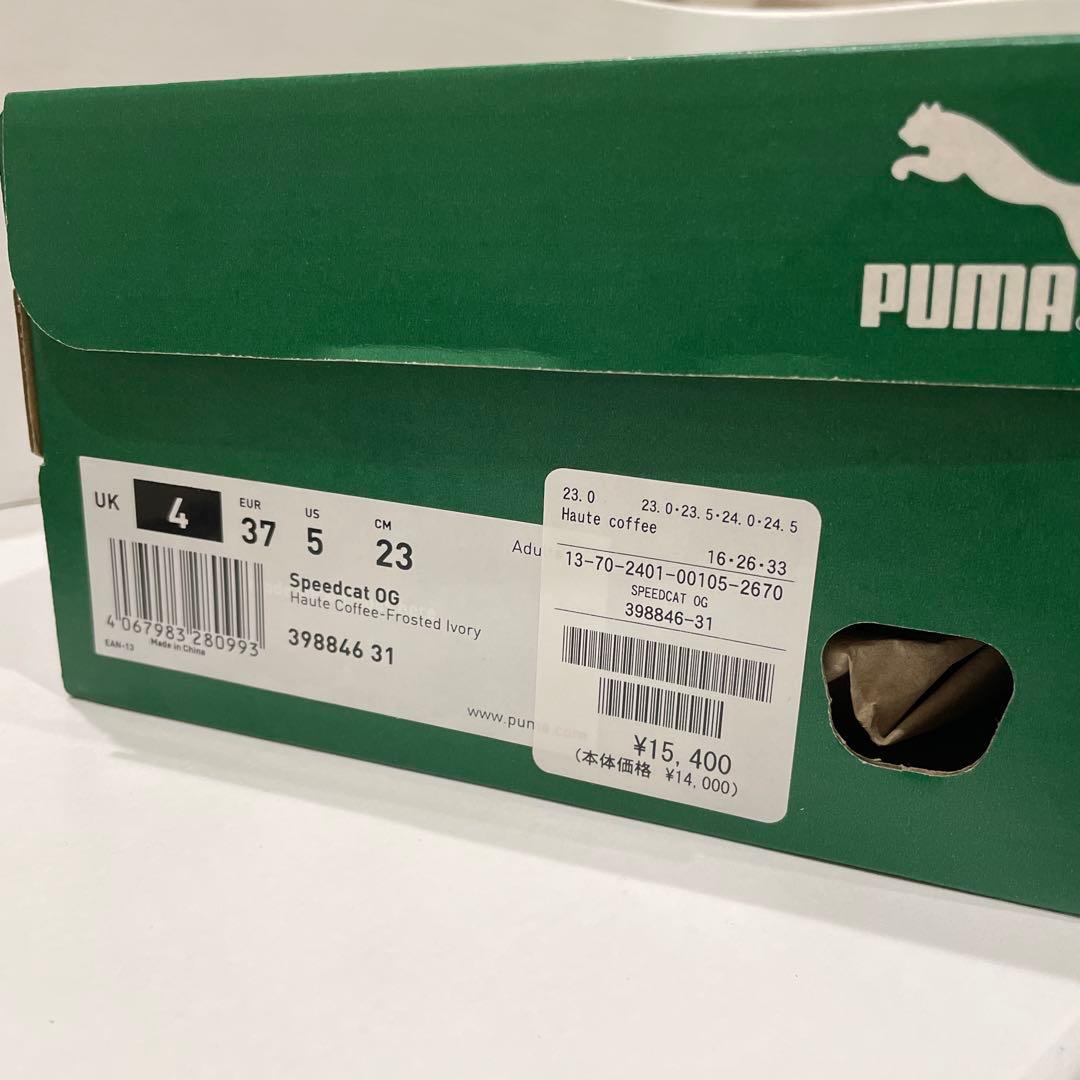 PUMA
UK 4 EUR 37 US 5 CM 23
Speedcat OG
Haute Coffee-Frosted Ivory
398846 31
4 067983 280993
EAN-13
Made in China
www.puma.com
23.0 23.0・23.5・24.0・24.5
Haute coffee
16・26・33
13-70-2401-00105-2670
SPEEDCAT OG
398846-31
¥15,400
(本体価格 ¥14,000)